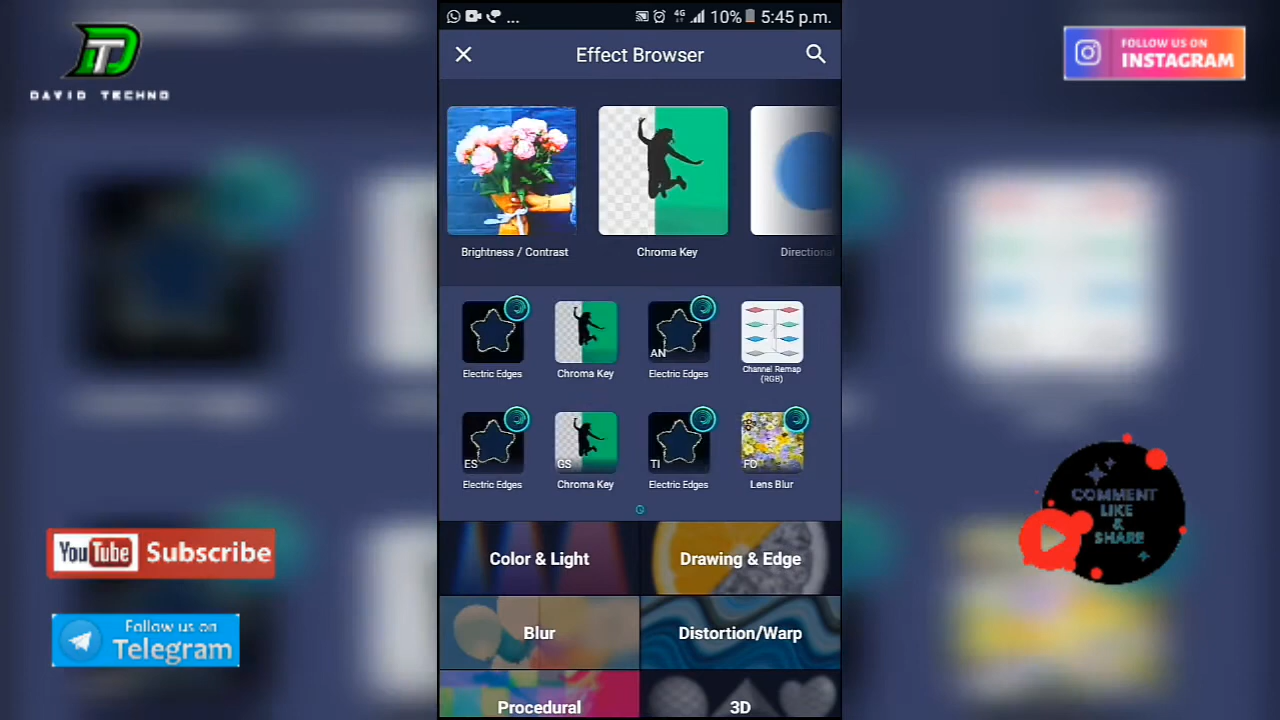 DAVID TECHNO
FOLLOW US ON
INSTAGRAM
... 4G 10% 5:45 p.m.
Effect Browser
Brightness / Contrast
Chroma Key
Directional
Electric Edges
Chroma Key
AN
Electric Edges
Channel Remap
(RGB)
ES
Electric Edges
GS
Chroma Key
TI
Electric Edges
FO
Lens Blur
Color & Light
Drawing & Edge
Blur
Distortion/Warp
Procedural
3D
YouTube Subscribe
Follow us on
Telegram
COMMENT
LIKE
&
SHARE